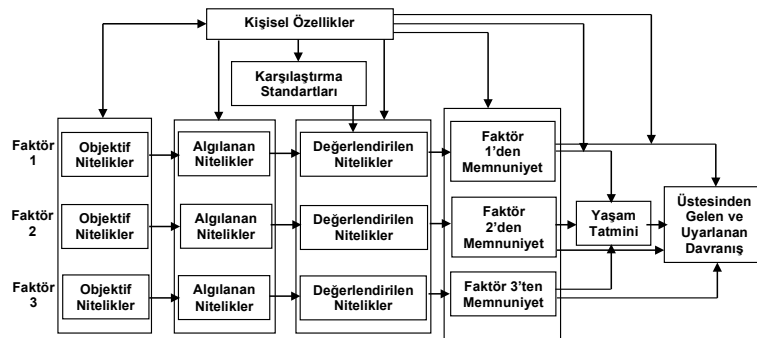 Kişisel Özellikler
Karşılaştırma
Standartları
Faktör
1
Objektif
Nitelikler
Algılanan
Nitelikler
Değerlendirilen
Nitelikler
Faktör
1’den
Memnuniyet
Faktör
2
Objektif
Nitelikler
Algılanan
Nitelikler
Değerlendirilen
Nitelikler
Faktör
2’den
Memnuniyet
Yaşam
Tatmini
Üstesinden
Gelen ve
Uyarlanan
Davranış
Faktör
3
Objektif
Nitelikler
Algılanan
Nitelikler
Değerlendirilen
Nitelikler
Faktör 3’ten
Memnuniyet